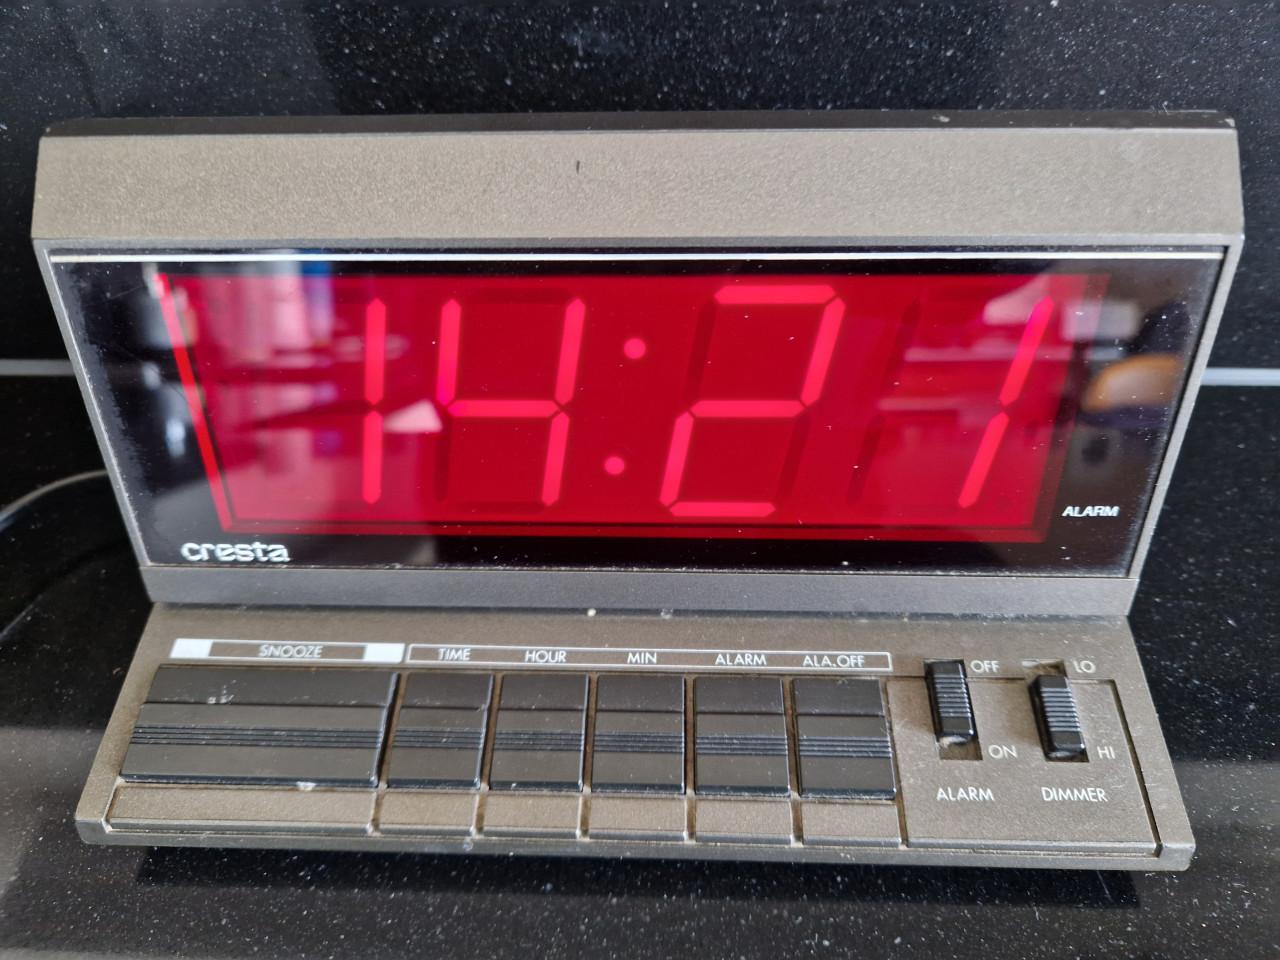 14:21
ALARM
cresta
SNOOZE TIME HOUR MIN ALARM ALA.OFF
OFF LO
ON HI
ALARM DIMMER